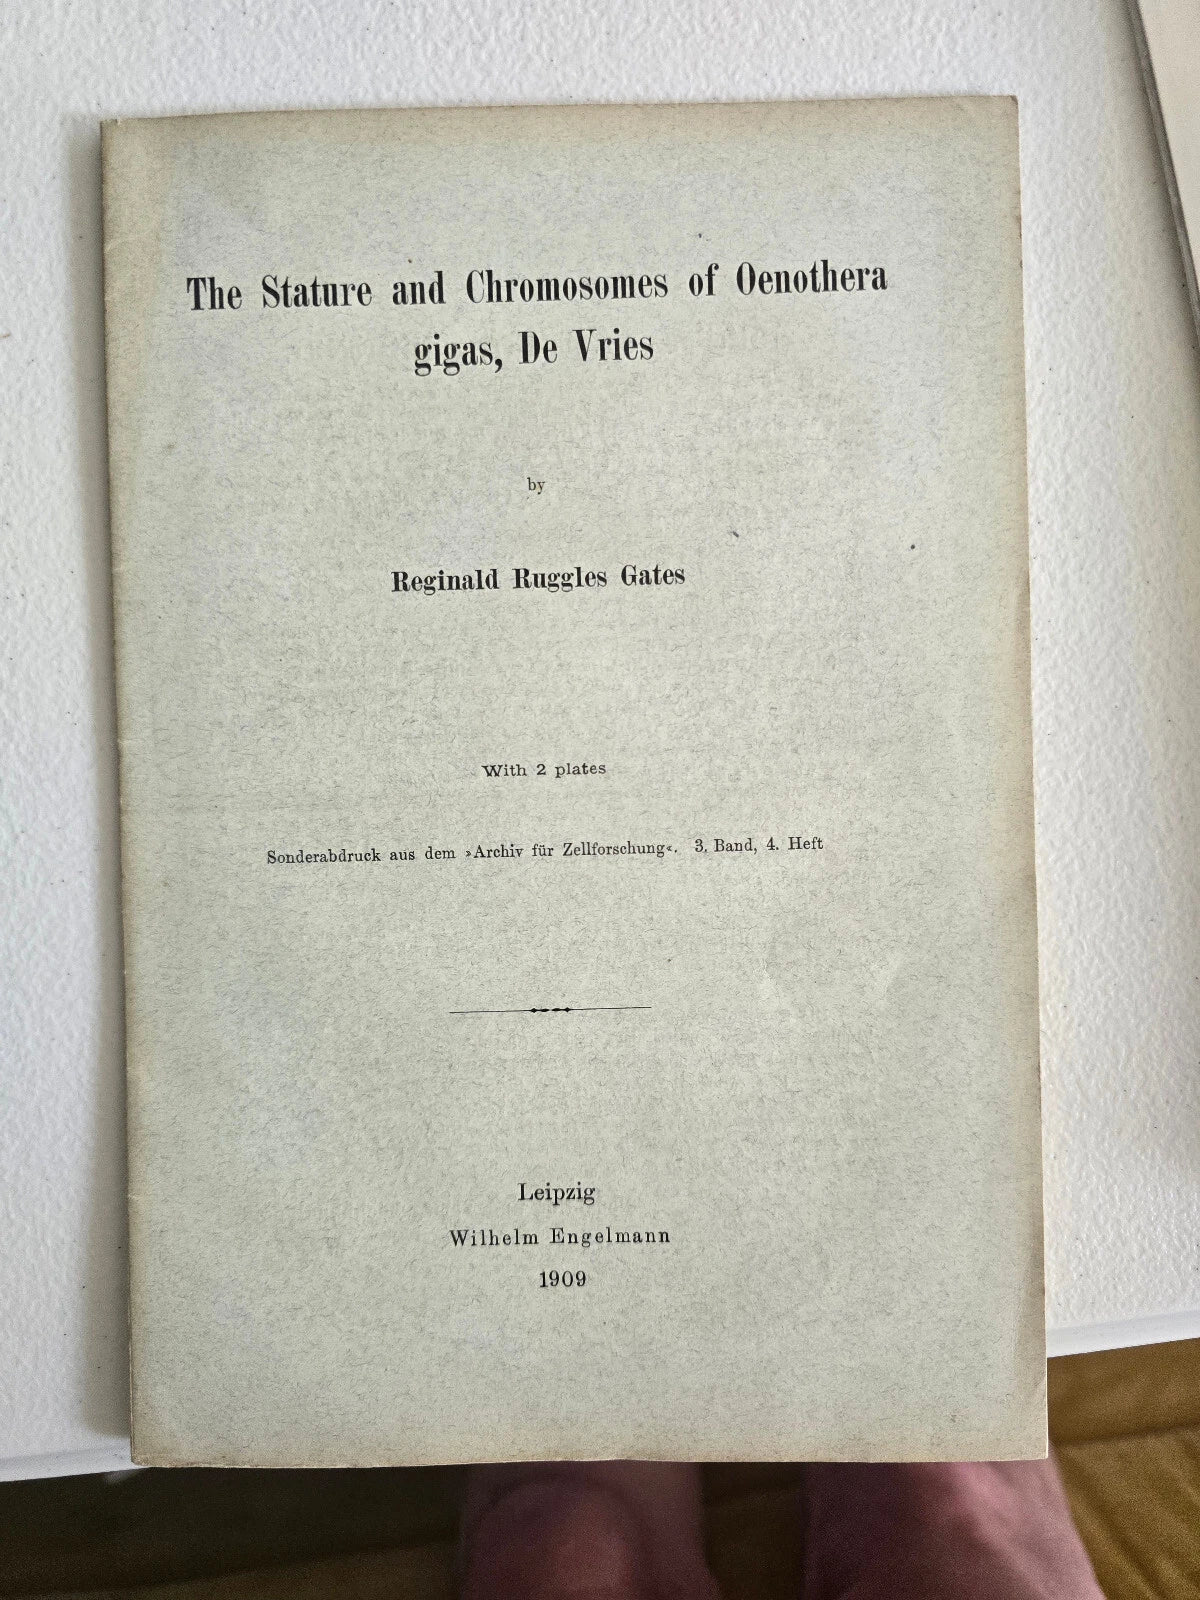 The Stature and Chromosomes of Oenothera
gigas, De Vries
by
Reginald Ruggles Gates
With 2 plates
Sonderabdruck aus dem »Archiv für Zellforschung«. 3. Band, 4. Heft
Leipzig
Wilhelm Engelmann
1909